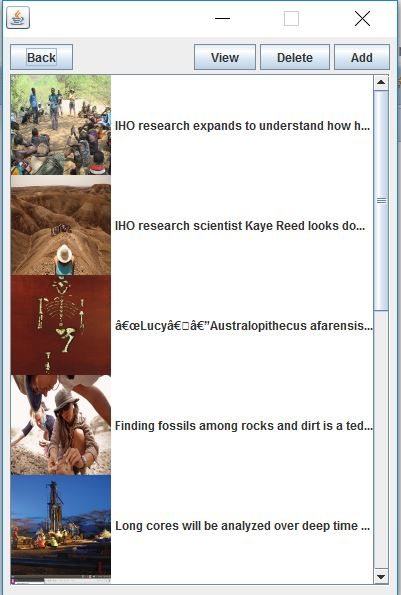 Back View Delete Add
IHO research expands to understand how h...
IHO research scientist Kaye Reed looks do...
â€œLucyâ€□â€”Australopithecus afarensis...
Finding fossils among rocks and dirt is a ted...
Long cores will be analyzed over deep time ...